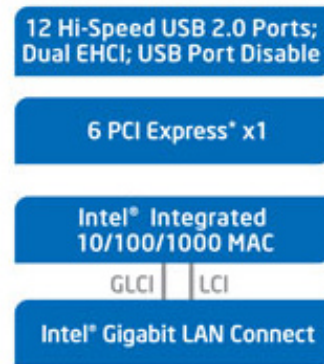 12 Hi-Speed USB 2.0 Ports;
Dual EHCI; USB Port Disable
6 PCI Express* x1
Intel® Integrated
10/100/1000 MAC
GLCI LCI
Intel® Gigabit LAN Connect